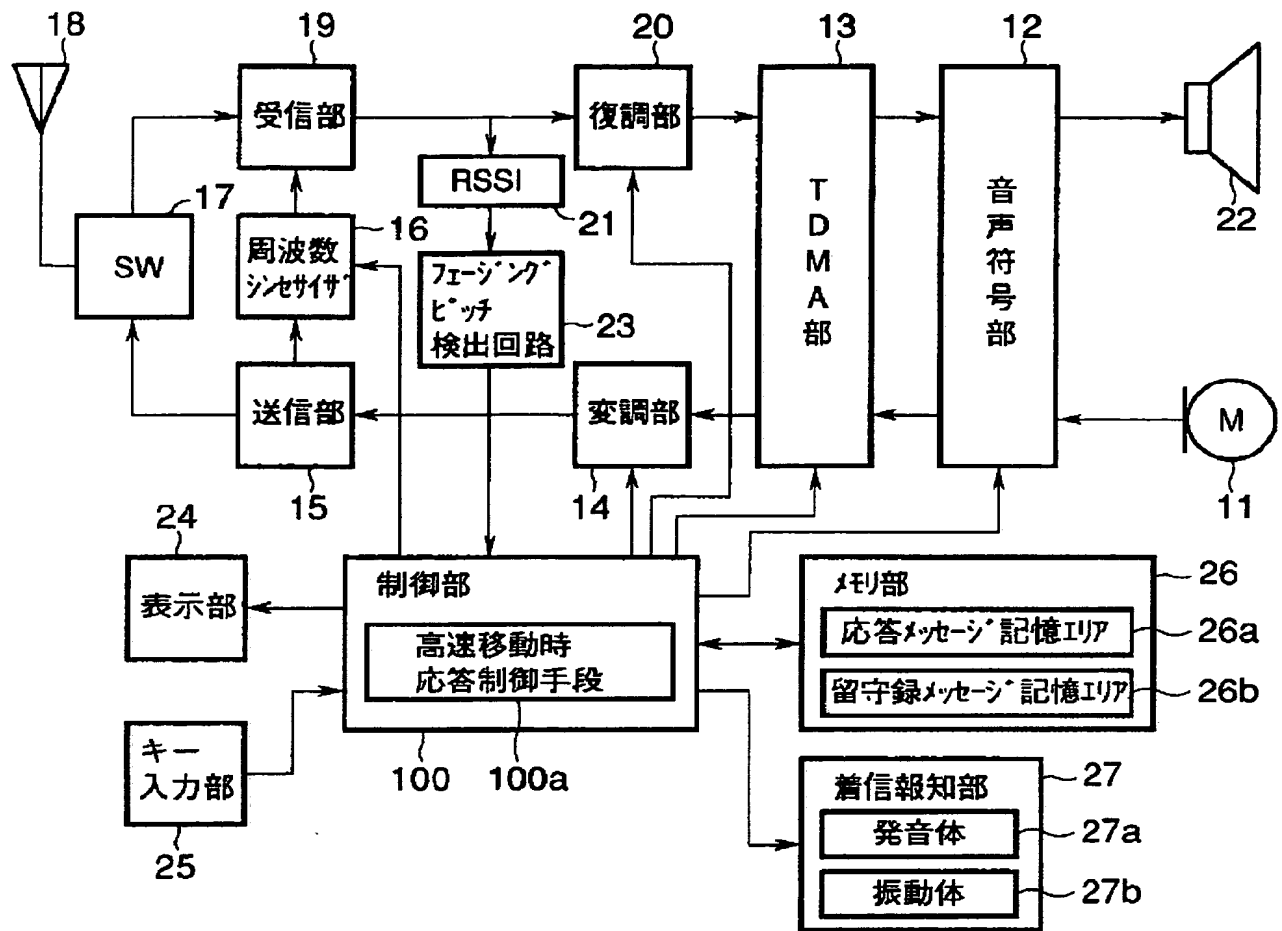 18
19
20
13
12
受信部
復調部
TDMA部
音声符号部
22
RSSI
21
17
SW
16
周波数
シンセサイザ
フェージング
ピッチ
検出回路
23
送信部
15
変調部
14
M
11
24
表示部
制御部
高速移動時
応答制御手段
100
100a
キー
入力部
25
メモリ部
26
応答メッセージ記憶エリア
26a
留守録メッセージ記憶エリア
26b
着信報知部
27
発音体
27a
振動体
27b